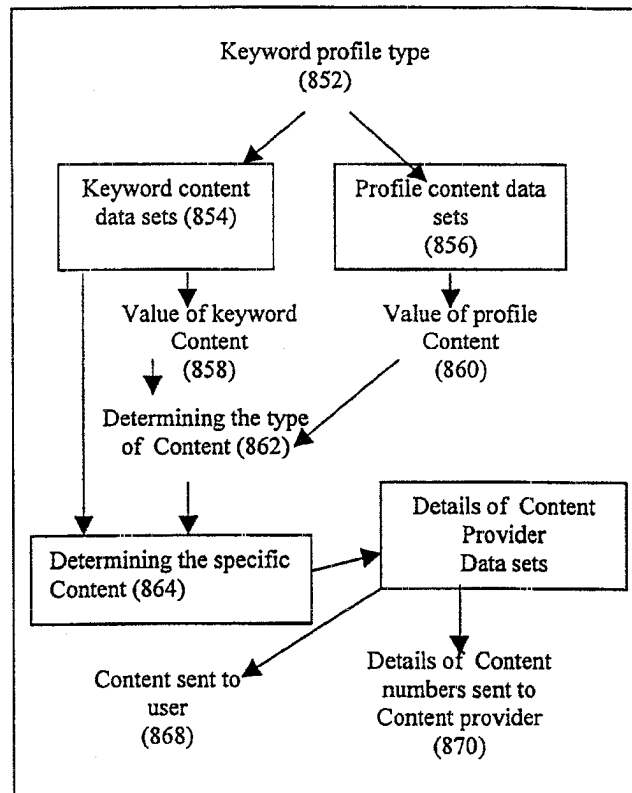 Keyword profile type
(852)
Keyword content
data sets (854)
Profile content data
sets
(856)
Value of keyword
Content
(858)
Value of profile
Content
(860)
Determining the type
of Content (862)
Details of Content
Provider
Data sets
Determining the specific
Content (864)
Content sent to
user
(868)
Details of Content
numbers sent to
Content provider
(870)